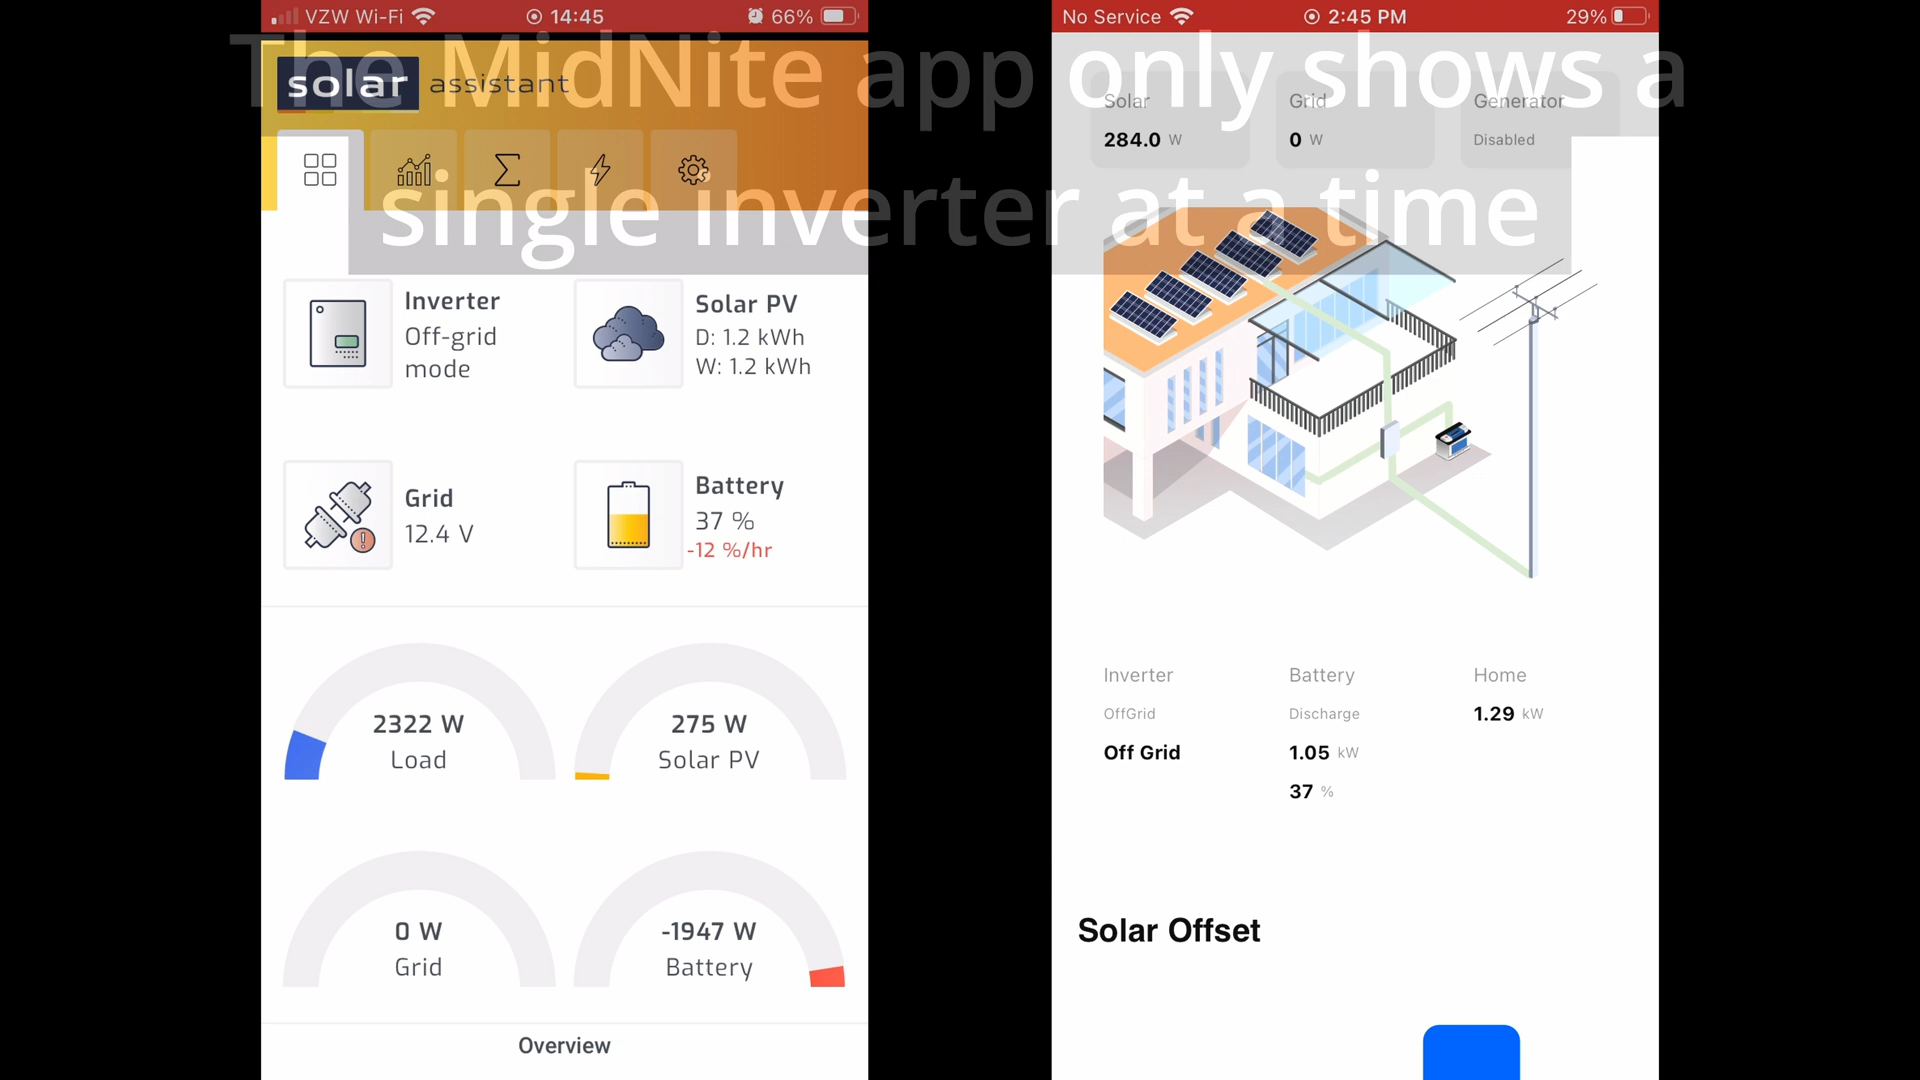 The MidNite app only shows a
single inverter at a time
VZW Wi-Fi 14:45 66%
solar assistant
Inverter
Off-grid
mode
Solar PV
D: 1.2 kWh
W: 1.2 kWh
Grid
12.4 V
Battery
37 %
-12 %/hr
2322 W
Load
275 W
Solar PV
0 W
Grid
-1947 W
Battery
Overview
No Service 2:45 PM 29%
Solar Grid Generator
284.0 W 0 W Disabled
Inverter Battery Home
OffGrid Discharge 1.29 kW
Off Grid 1.05 kW
37 %
Solar Offset